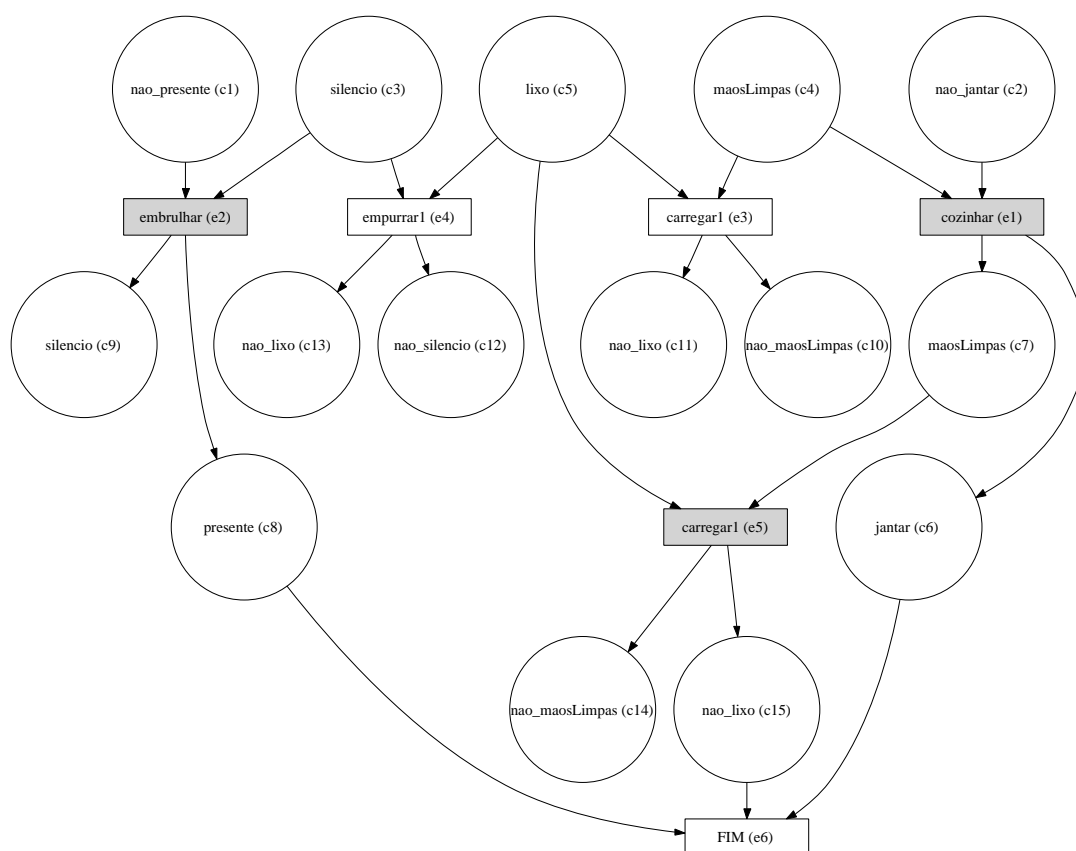 nao_presente (c1)
silencio (c3)
lixo (c5)
maosLimpas (c4)
nao_jantar (c2)
embrulhar (e2)
empurrar1 (e4)
carregar1 (e3)
cozinhar (e1)
silencio (c9)
nao_lixo (c13)
nao_silencio (c12)
nao_lixo (c11)
nao_maosLimpas (c10)
maosLimpas (c7)
presente (c8)
carregar1 (e5)
jantar (c6)
nao_maosLimpas (c14)
nao_lixo (c15)
FIM (e6)